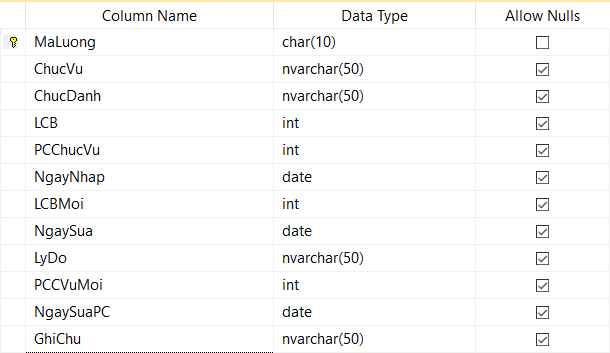 Column Name Data Type Allow Nulls
MaLuong char(10)
ChucVu nvarchar(50)
ChucDanh nvarchar(50)
LCB int
PCChucVu int
NgayNhap date
LCBMoi int
NgaySua date
LyDo nvarchar(50)
PCCVuMoi int
NgaySuaPC date
GhiChu nvarchar(50)